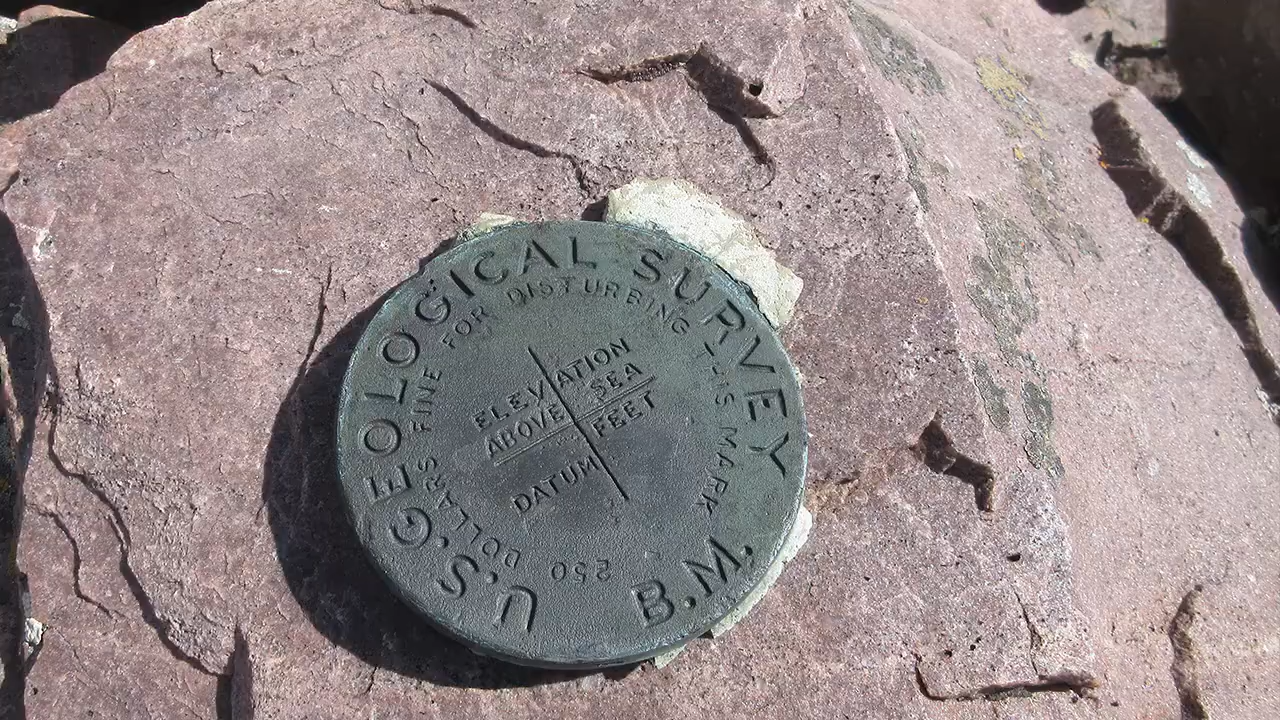 U.S. GEOLOGICAL SURVEY
B.M.
250 DOLLARS FINE FOR DISTURBING THIS MARK
ELEVATION
ABOVE SEA
FEET
DATUM